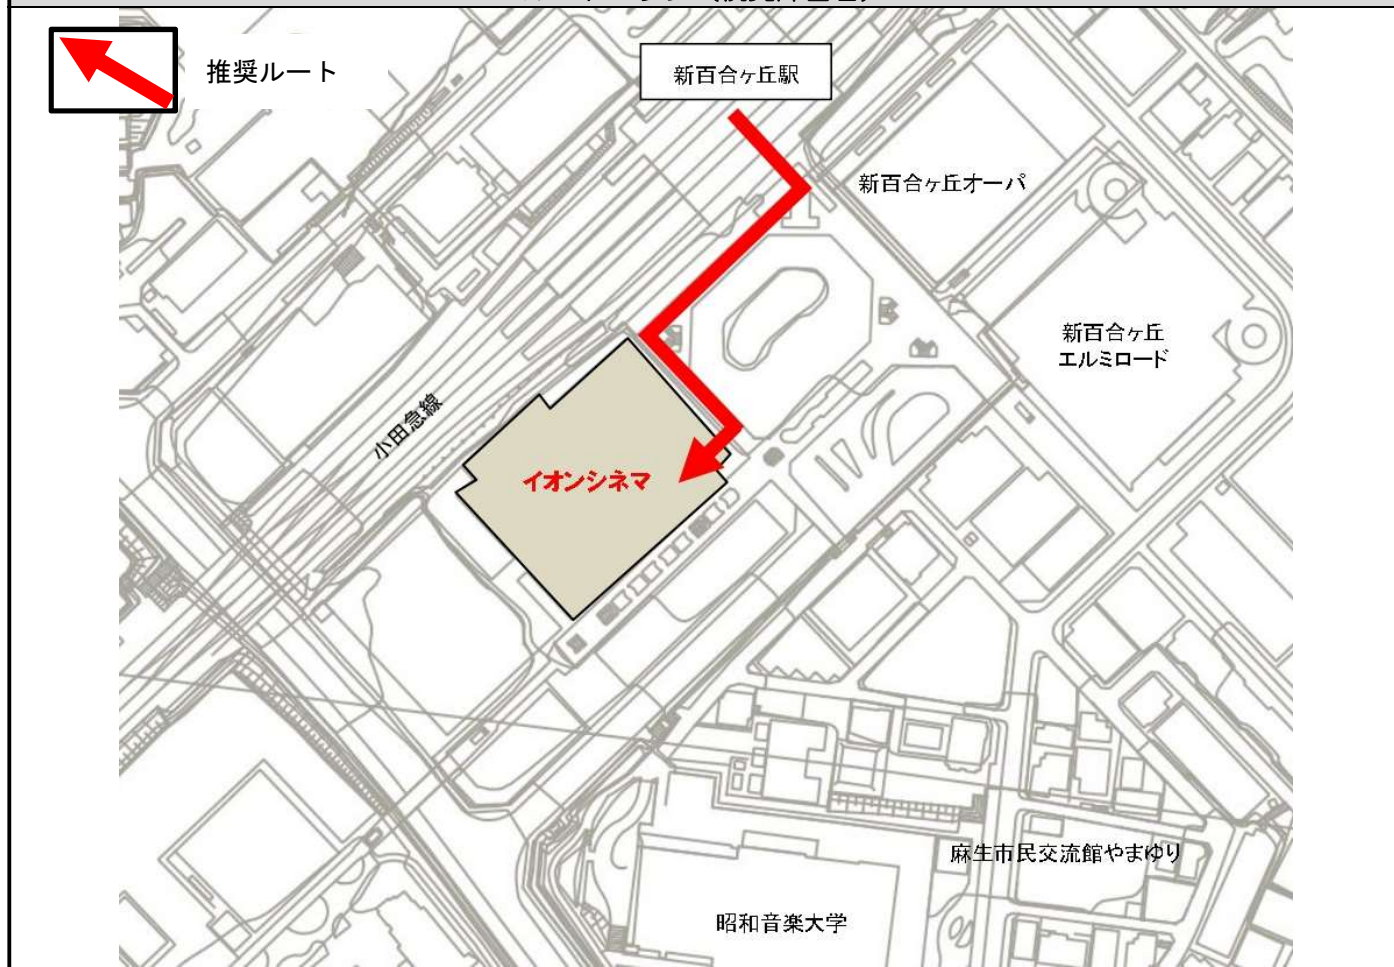 推奨ルート
新百合ヶ丘駅
新百合ヶ丘オーパ
新百合ヶ丘
エルミロード
小田急線
イオンシネマ
麻生市民交流館やまゆり
昭和音楽大学